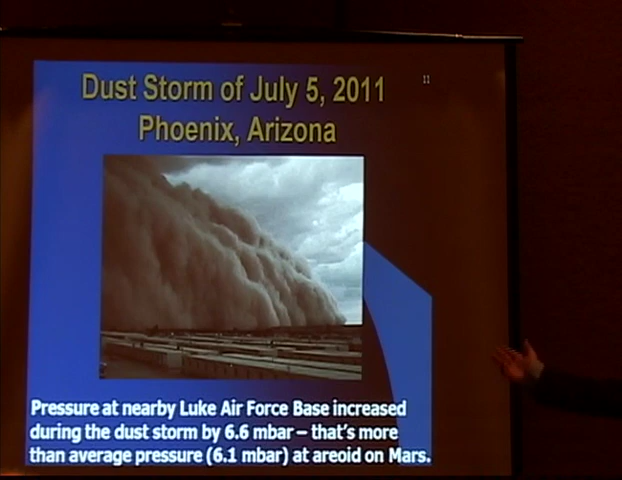 11
Dust Storm of July 5, 2011
Phoenix, Arizona
Pressure at nearby Luke Air Force Base increased
during the dust storm by 6.6 mbar – that's more
than average pressure (6.1 mbar) at areoid on Mars.